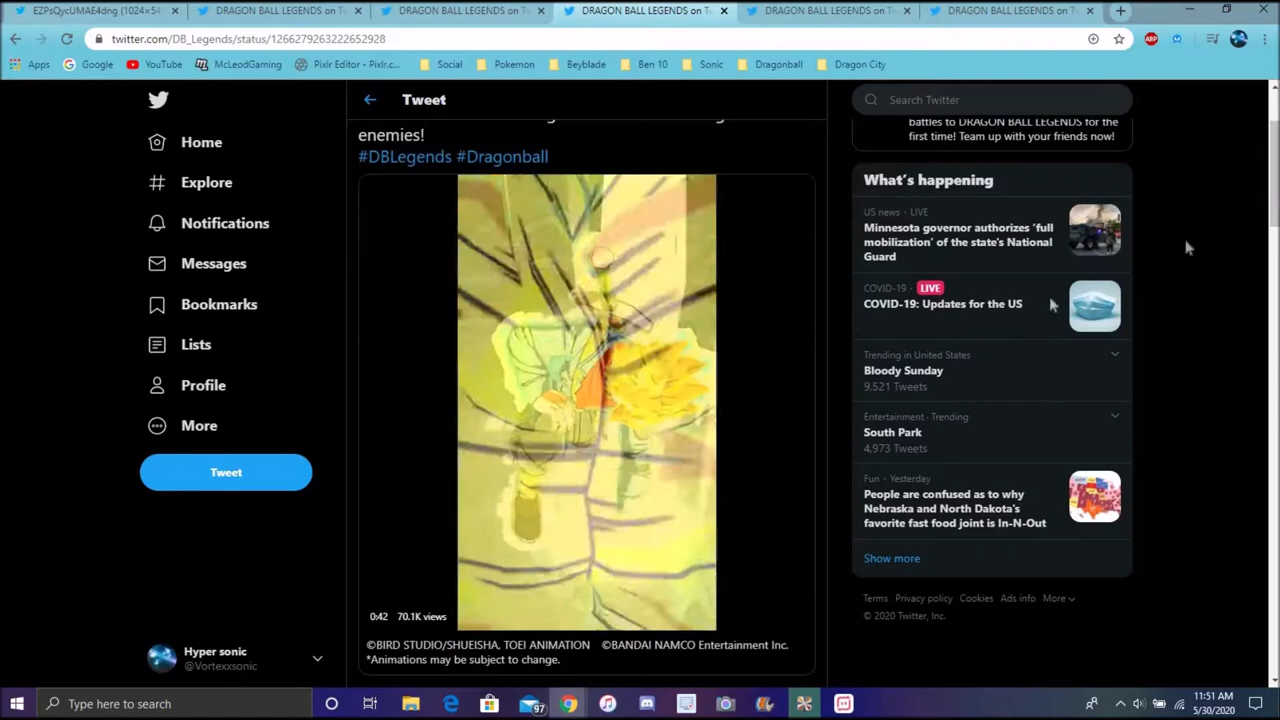 EZPsQycUMAE4dng (1024×54
DRAGON BALL LEGENDS on T
DRAGON BALL LEGENDS on T
DRAGON BALL LEGENDS on T
DRAGON BALL LEGENDS on T
DRAGON BALL LEGENDS on T
twitter.com/DB_Legends/status/1266279263222652928
Apps
Google
YouTube
McLeodGaming
Pixlr Editor - Pixlr.c...
Social
Pokemon
Beyblade
Ben 10
Sonic
Dragonball
Dragon City
Home
Explore
Notifications
Messages
Bookmarks
Lists
Profile
More
Tweet
Hyper sonic
@Vortexxsonic
Tweet
enemies!
#DBLegends #Dragonball
0:42 70.1K views
©BIRD STUDIO/SHUEISHA, TOEI ANIMATION ©BANDAI NAMCO Entertainment Inc.
*Animations may be subject to change.
Search Twitter
battles to DRAGON BALL LEGENDS for the
first time! Team up with your friends now!
What's happening
US news · LIVE
Minnesota governor authorizes 'full
mobilization' of the state's National
Guard
COVID-19 LIVE
COVID-19: Updates for the US
Trending in United States
Bloody Sunday
9,521 Tweets
Entertainment · Trending
South Park
4,973 Tweets
Fun · Yesterday
People are confused as to why
Nebraska and North Dakota's
favorite fast food joint is In-N-Out
Show more
Terms Privacy policy Cookies Ads info More
© 2020 Twitter, Inc.
ABP
Type here to search
97
11:51 AM
5/30/2020